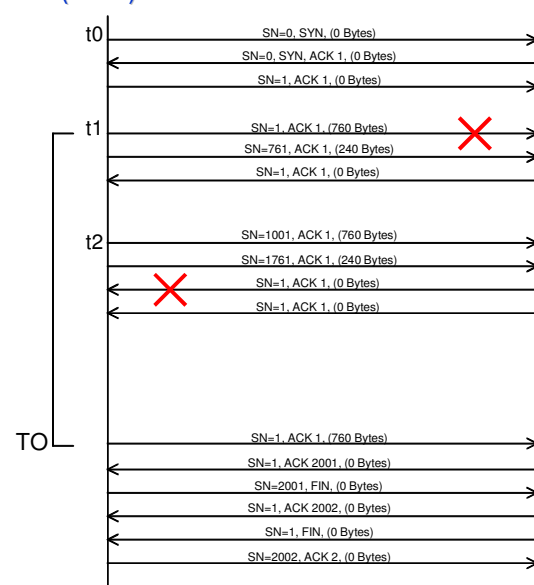 t0
SN=0, SYN, (0 Bytes)
SN=0, SYN, ACK 1, (0 Bytes)
SN=1, ACK 1, (0 Bytes)
t1
SN=1, ACK 1, (760 Bytes)
SN=761, ACK 1, (240 Bytes)
SN=1, ACK 1, (0 Bytes)
t2
SN=1001, ACK 1, (760 Bytes)
SN=1761, ACK 1, (240 Bytes)
SN=1, ACK 1, (0 Bytes)
SN=1, ACK 1, (0 Bytes)
TO
SN=1, ACK 1, (760 Bytes)
SN=1, ACK 2001, (0 Bytes)
SN=2001, FIN, (0 Bytes)
SN=1, ACK 2002, (0 Bytes)
SN=1, FIN, (0 Bytes)
SN=2002, ACK 2, (0 Bytes)